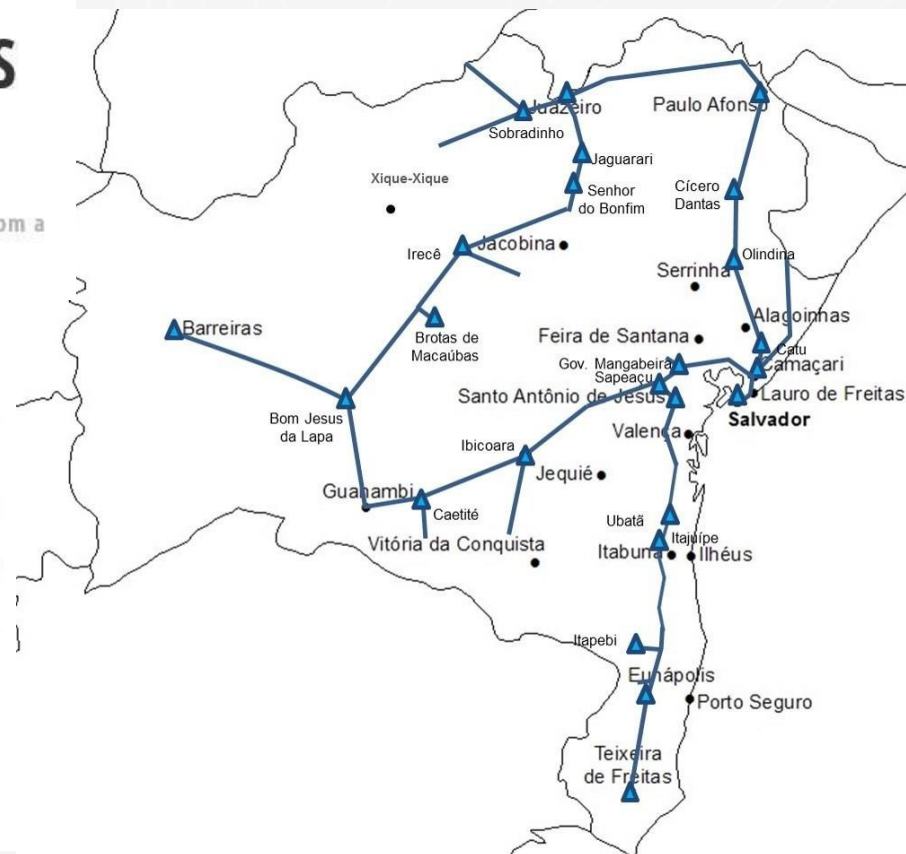 S
om a
Juazeiro
Paulo Afonso
Sobradinho
Jaguarari
Xique-Xique
Senhor
do Bonfim
Cícero
Dantas
Irecê
Jacobina
Olindina
Serrinha
Alagoinhas
Barreiras
Brotas de
Macaúbas
Feira de Santana
Catu
Gov. Mangabeira
Camaçari
Sapeaçu
Santo Antônio de Jesus
Lauro de Freitas
Salvador
Bom Jesus
da Lapa
Valença
Ibicoara
Jequié
Guanambi
Caetité
Ubatã
Vitória da Conquista
Itajuípe
Itabuna
Ilhéus
Itapebi
Eunápolis
Porto Seguro
Teixeira
de Freitas